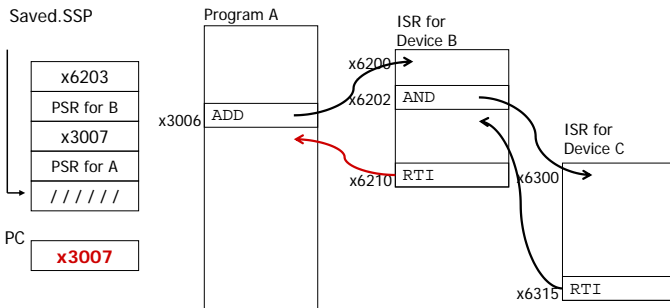 Saved.SSP
x6203
PSR for B
x3007
PSR for A
//////
PC
x3007
Program A
x3006
ADD
ISR for
Device B
x6200
x6202
AND
x6210
RTI
ISR for
Device C
x6300
x6315
RTI